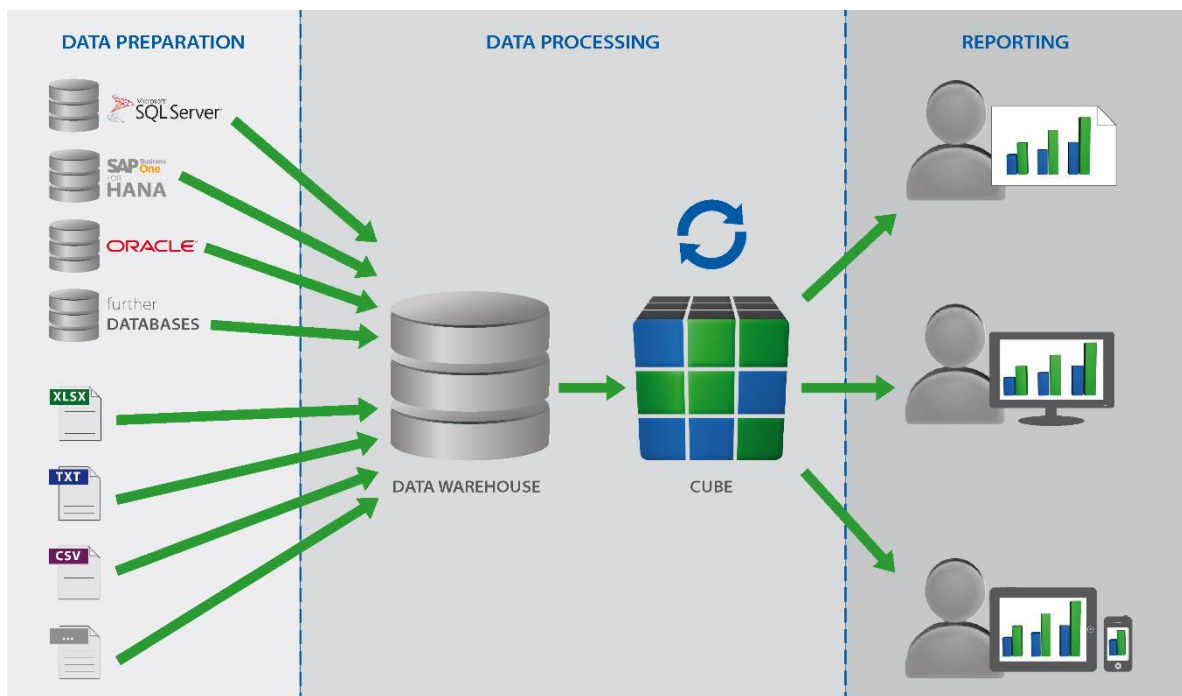 DATA PREPARATION
DATA PROCESSING
REPORTING
Microsoft
SQL Server
SAP Business
One
FOR
HANA
ORACLE
further
DATABASES
XLSX
TXT
CSV
...
DATA WAREHOUSE
CUBE